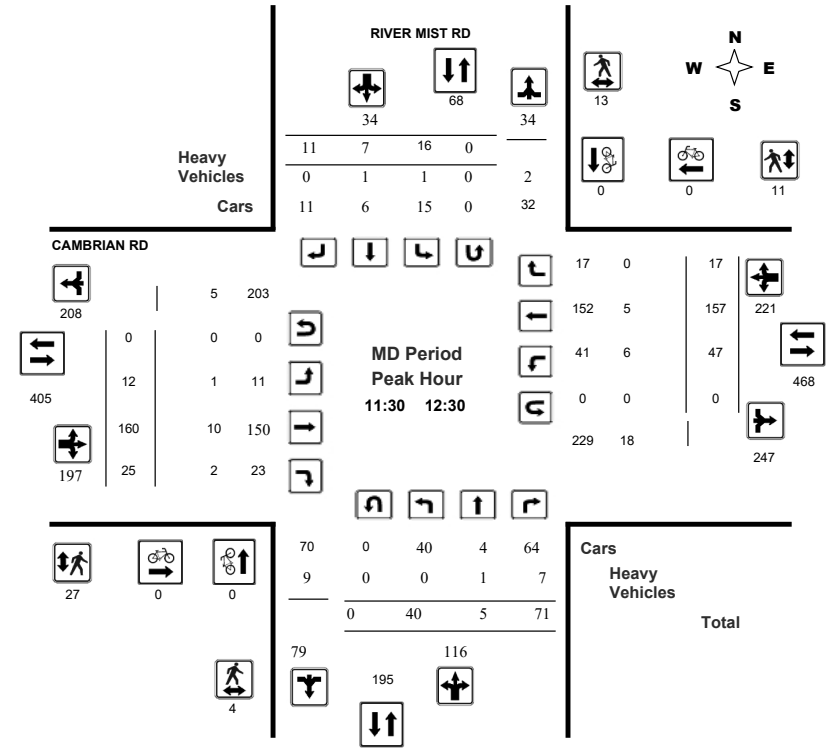 RIVER MIST RD
N
W E
S
68
13
34
34
11 7 16 0
Heavy
Vehicles
0 1 1 0 2
Cars
11 6 15 0 32
0 0 11
CAMBRIAN RD
208
5 203
17 0 17
221
0 0 0
152 5 157
405
12 1 11
MD Period
Peak Hour
11:30 12:30
41 6 47
468
160 10 150
0 0 0
197
25 2 23
229 18
247
70 0 40 4 64
Cars
9 0 0 1 7
Heavy
Vehicles
0 40 5 71
Total
27 0 0
79 116
195
4